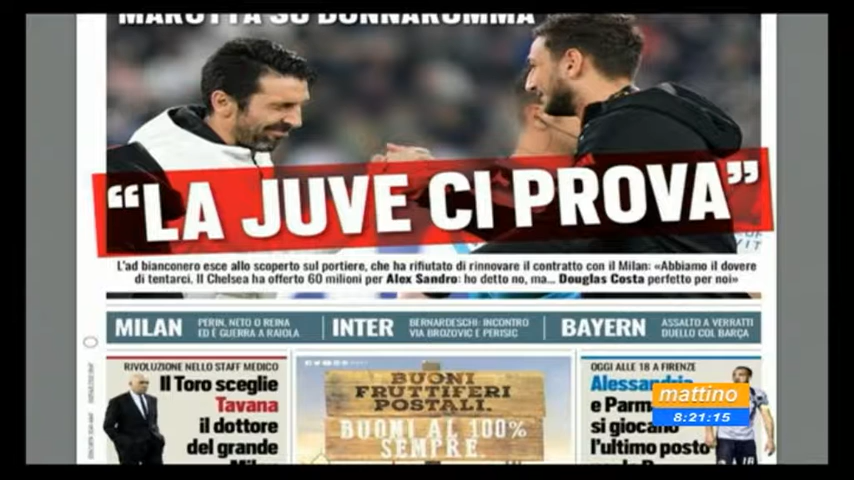 MAROTTA SU DONNARUMMA
“LA JUVE CI PROVA”
L'ad bianconero esce allo scoperto sul portiere, che ha rifiutato di rinnovare il contratto con il Milan: «Abbiamo il dovere
di tentarci. Il Chelsea ha offerto 60 milioni per Alex Sandro: ho detto no, ma... Douglas Costa perfetto per noi»
MILAN
PERIN, NETO O REINA
ED È GUERRA A RAIOLA
INTER
BERNARDESCHI: INCONTRO
VIA BROZOVIC E PERISIC
BAYERN
ASSALTO A VERRATTI
DUELLO COL BARÇA
RIVOLUZIONE NELLO STAFF MEDICO
Il Toro sceglie
Tavana
il dottore
del grande
Milan
BUONI
FRUTTIFERI
POSTALI.
BUONI AL 100%
SEMPRE.
OGGI ALLE 18 A FIRENZE
Alessandria
e Parma
si giocano
l'ultimo posto
mattino
8:21:15